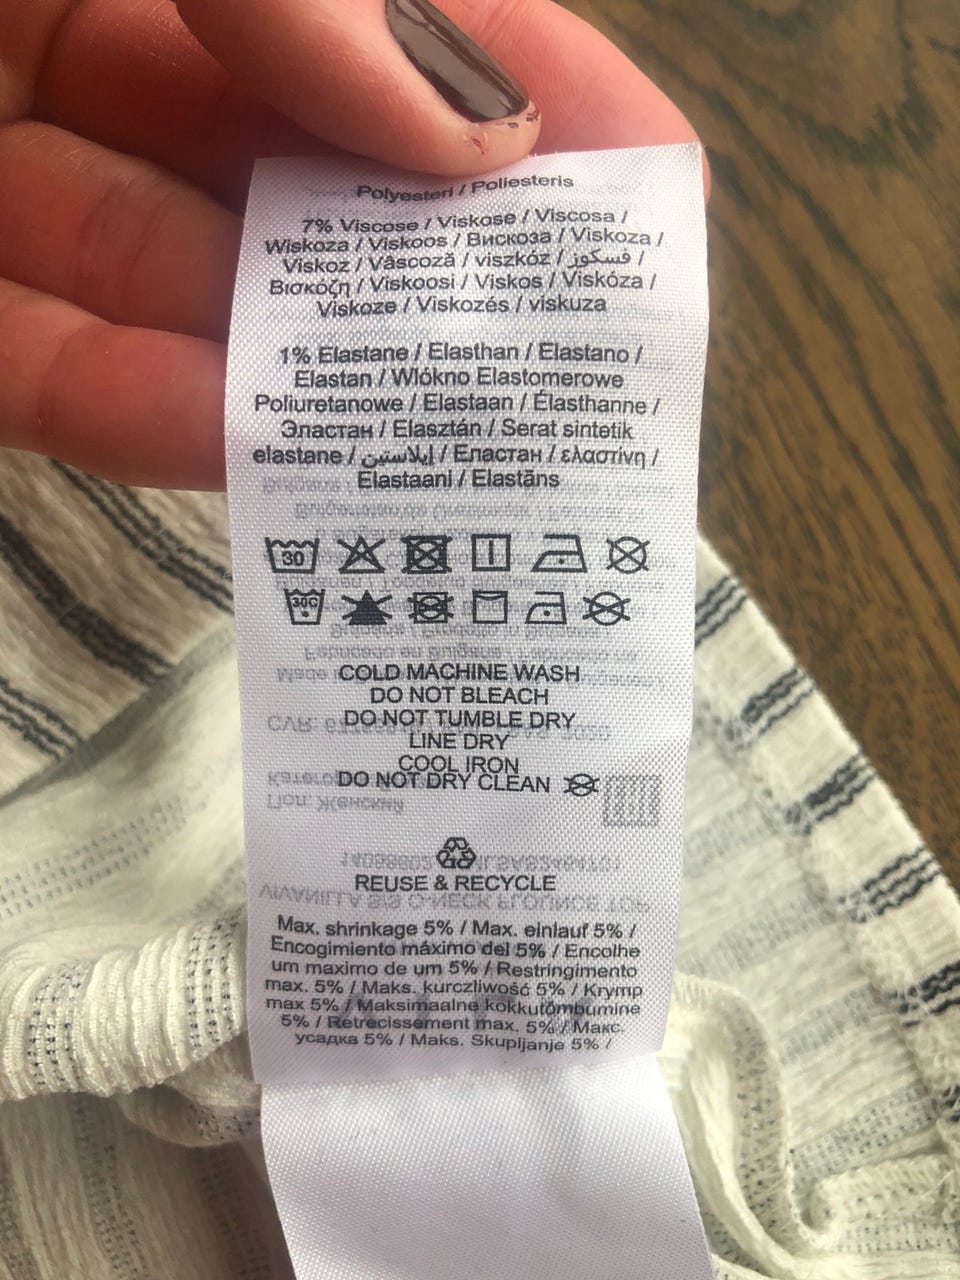 Polyesteri / Poliesteris
7% Viscose / Viskose / Viscosa /
Wiskoza / Viskoos / Вискоза / Viskoza /
Viskoz / Vâscoză / viszkóz / فسكوز /
Βισκόζη / Viskoosi / Viskos / Viskóza /
Viskoze / Viskozés / viskuza
1% Elastane / Elasthan / Elastano /
Elastan / Wlókno Elastomerowe
Poliuretanowe / Elastaan / Élasthanne /
Эластан / Elasztán / Serat sintetik
elastane / إيلاستين / Еластан / ελαστίνη /
Elastaani / Elastāns
30
30C
COLD MACHINE WASH
DO NOT BLEACH
DO NOT TUMBLE DRY
LINE DRY
COOL IRON
DO NOT DRY CLEAN
REUSE & RECYCLE
Max. shrinkage 5% / Max. einlauf 5% /
Encogimiento máximo del 5% / Encolhe
um maximo de um 5% / Restringimento
max. 5% / Maks. kurczliwość 5% / Krymp
max 5% / Maksimaalne kokkutõmbumine
5% / Retrecissement max. 5% / Макс.
усадка 5% / Maks. Skupljanje 5% /